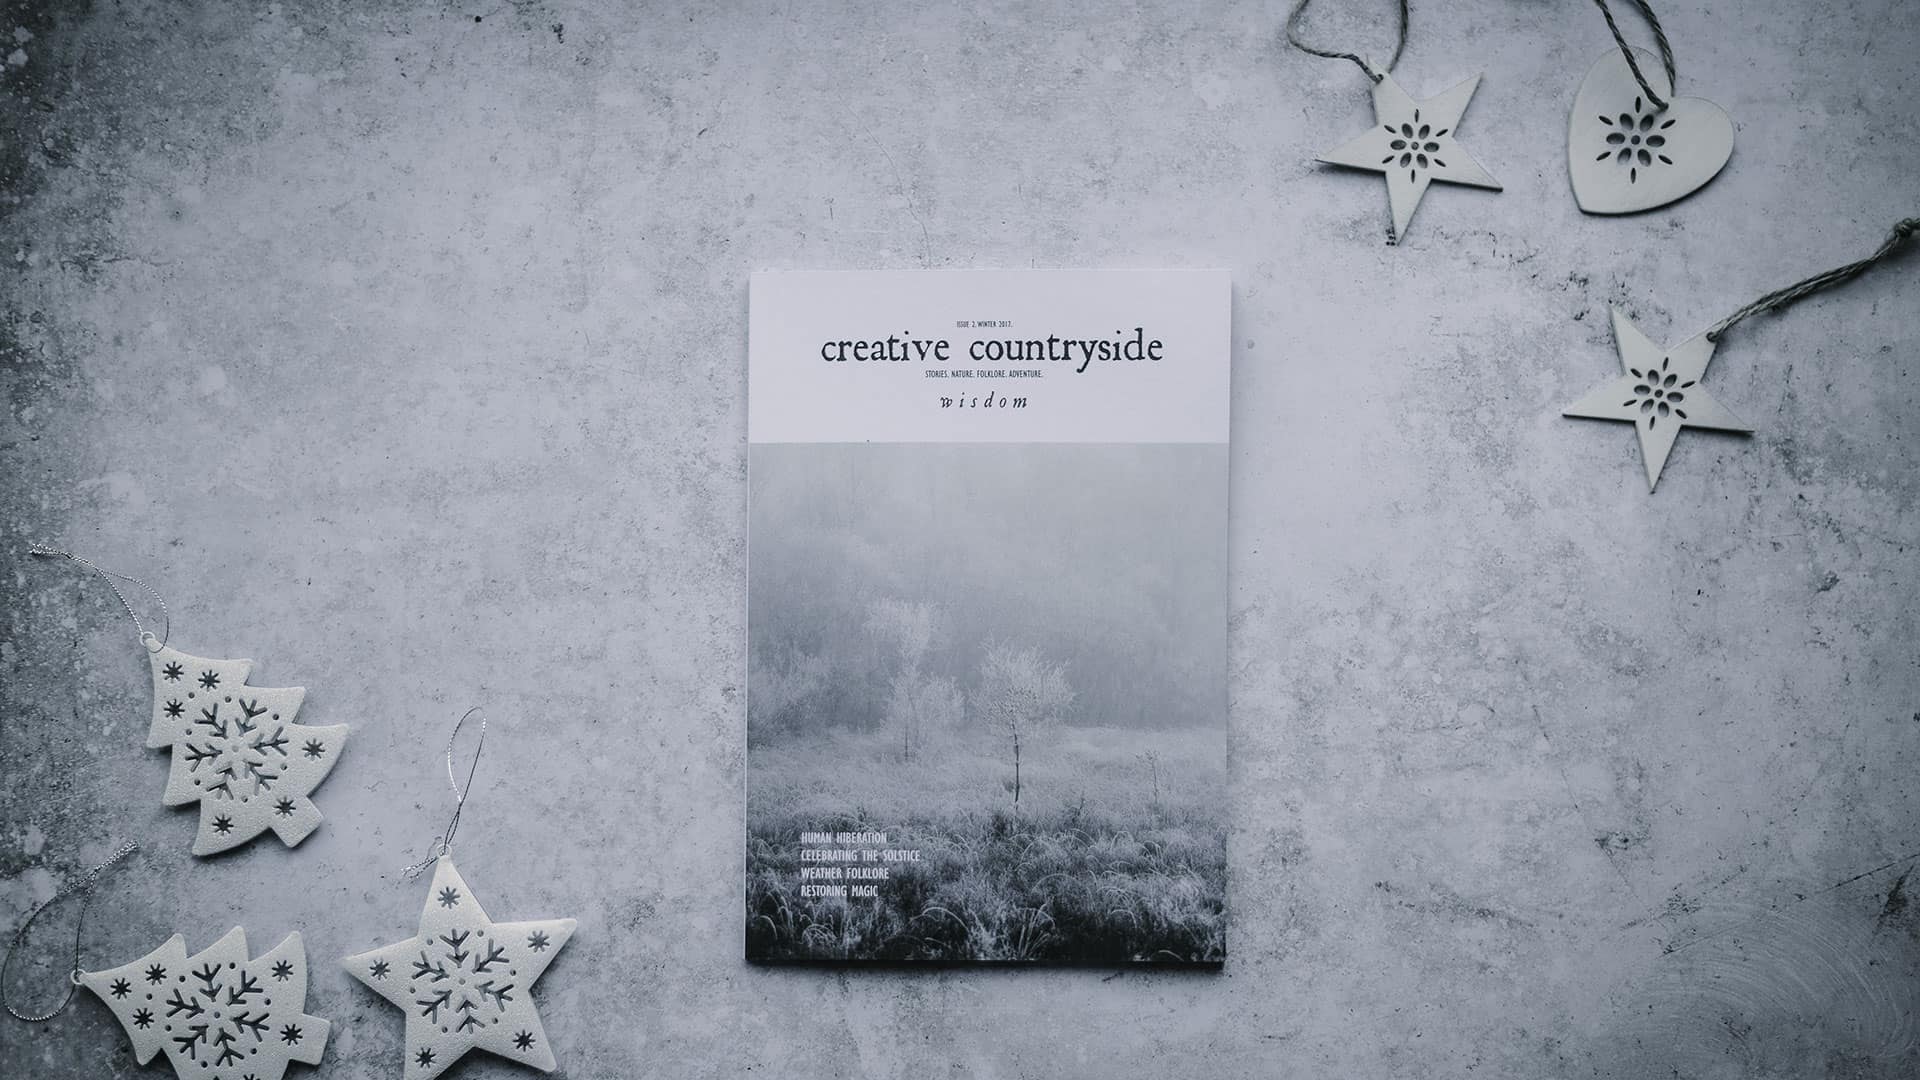 ISSUE 2. WINTER 2017.
creative countryside
STORIES. NATURE. FOLKLORE. ADVENTURE.
wisdom
HUMAN HIBERATION
CELEBRATING THE SOLSTICE
WEATHER FOLKLORE
RESTORING MAGIC